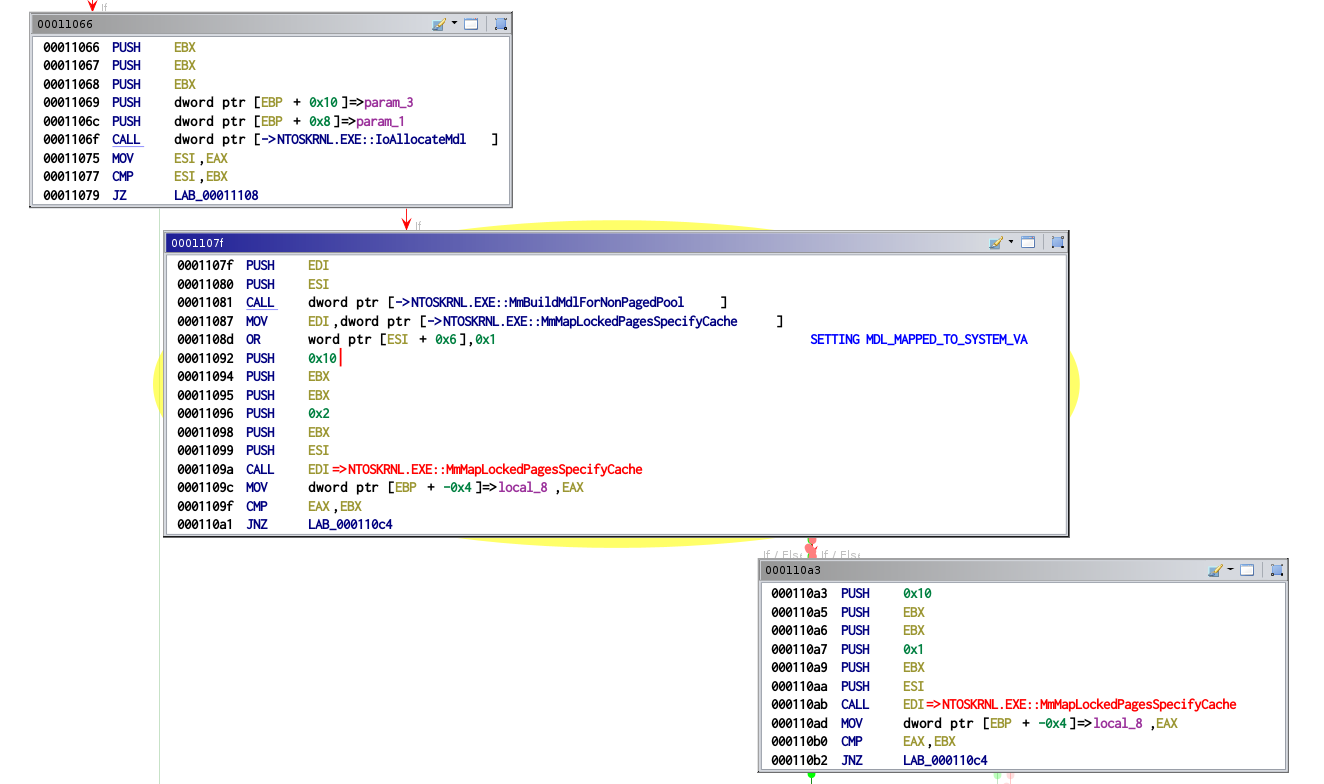 If
00011066
00011066 PUSH EBX
00011067 PUSH EBX
00011068 PUSH EBX
00011069 PUSH dword ptr [EBP + 0x10]=>param_3
0001106c PUSH dword ptr [EBP + 0x8]=>param_1
0001106f CALL dword ptr [->NTOSKRNL.EXE::IoAllocateMdl ]
00011075 MOV ESI,EAX
00011077 CMP ESI,EBX
00011079 JZ LAB_00011108
If
0001107f
0001107f PUSH EDI
00011080 PUSH ESI
00011081 CALL dword ptr [->NTOSKRNL.EXE::MmBuildMdlForNonPagedPool ]
00011087 MOV EDI,dword ptr [->NTOSKRNL.EXE::MmMapLockedPagesSpecifyCache ]
0001108d OR word ptr [ESI + 0x6],0x1 SETTING MDL_MAPPED_TO_SYSTEM_VA
00011092 PUSH 0x10
00011094 PUSH EBX
00011095 PUSH EBX
00011096 PUSH 0x2
00011098 PUSH EBX
00011099 PUSH ESI
0001109a CALL EDI=>NTOSKRNL.EXE::MmMapLockedPagesSpecifyCache
0001109c MOV dword ptr [EBP + -0x4]=>local_8 ,EAX
0001109f CMP EAX,EBX
000110a1 JNZ LAB_000110c4
If / Else If / Else
000110a3
000110a3 PUSH 0x10
000110a5 PUSH EBX
000110a6 PUSH EBX
000110a7 PUSH 0x1
000110a9 PUSH EBX
000110aa PUSH ESI
000110ab CALL EDI=>NTOSKRNL.EXE::MmMapLockedPagesSpecifyCache
000110ad MOV dword ptr [EBP + -0x4]=>local_8 ,EAX
000110b0 CMP EAX,EBX
000110b2 JNZ LAB_000110c4